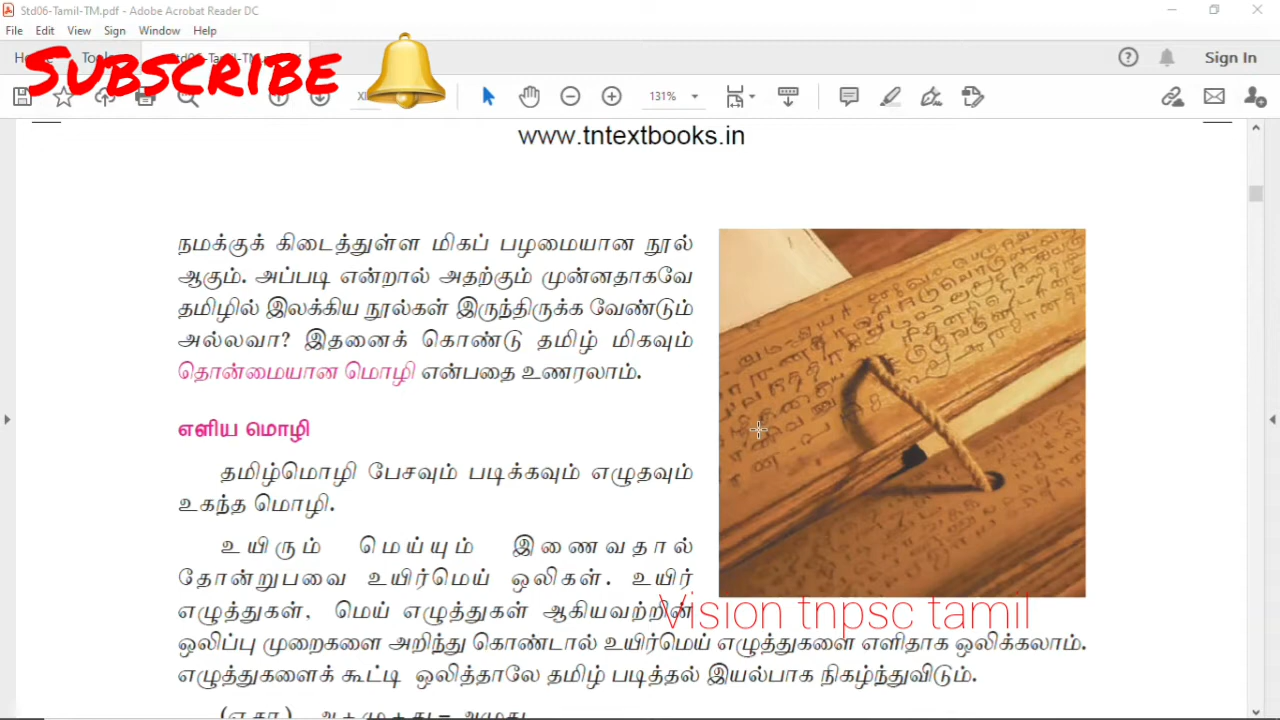 Std06-Tamil-TM.pdf - Adobe Acrobat Reader DC
File Edit View Sign Window Help
SUBSCRIBE
Sign In
131%
www.tntextbooks.in
நமக்குக் கிடைத்துள்ள மிகப் பழமையான நூல்
ஆகும். அப்படி என்றால் அதற்கும் முன்னதாகவே
தமிழில் இலக்கிய நூல்கள் இருந்திருக்க வேண்டும்
அல்லவா? இதனைக் கொண்டு தமிழ் மிகவும்
தொன்மையான மொழி என்பதை உணரலாம்.
எளிய மொழி
தமிழ்மொழி பேசவும் படிக்கவும் எழுதவும்
உகந்த மொழி.
உயிரும் மெய்யும் இணைவதால்
தோன்றுபவை உயிர்மெய் ஒலிகள். உயிர்
எழுத்துகள், மெய் எழுத்துகள் ஆகியவற்றின்
Vision tnpsc tamil
ஒலிப்பு முறைகளை அறிந்து கொண்டால் உயிர்மெய் எழுத்துகளை எளிதாக ஒலிக்கலாம்.
எழுத்துகளைக் கூட்டி ஒலித்தாலே தமிழ் படித்தல் இயல்பாக நிகழ்ந்துவிடும்.